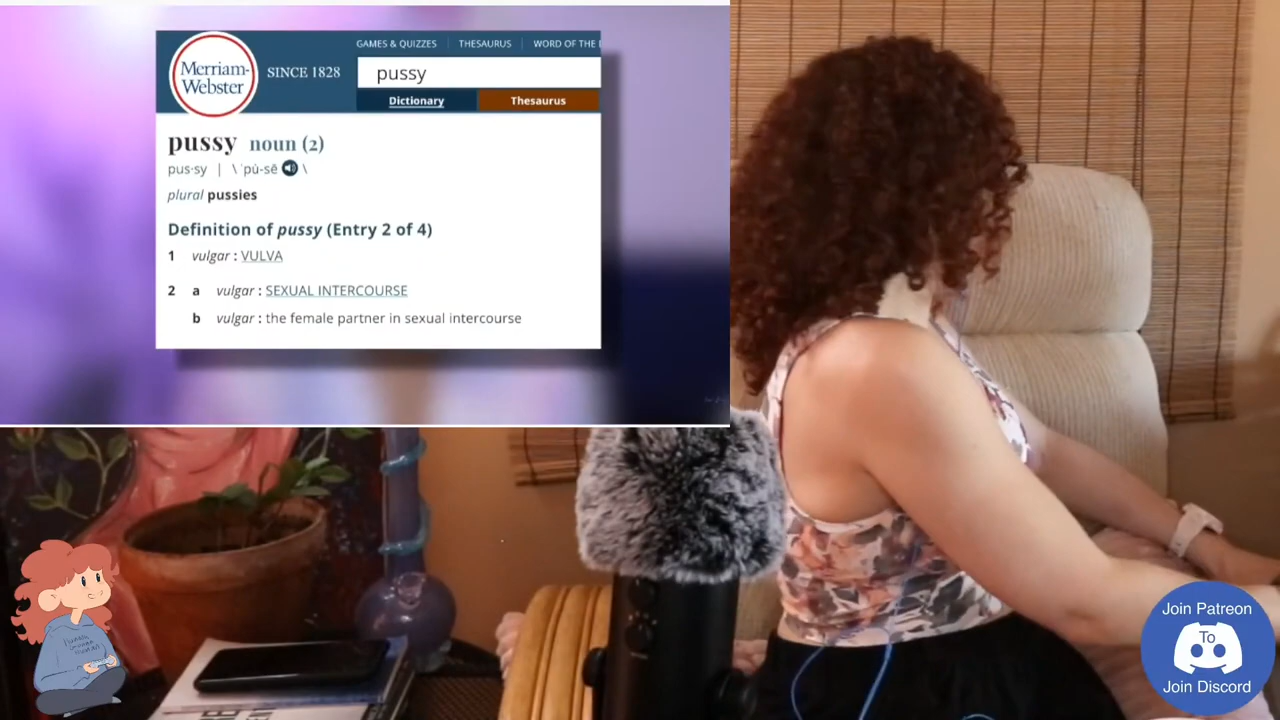 GAMES & QUIZZES
THESAURUS
WORD OF THE
Merriam-
Webster
SINCE 1828
pussy
Dictionary
Thesaurus
pussy noun (2)
pus·sy | \ ˈpu̇-sē \
plural pussies
Definition of pussy (Entry 2 of 4)
1 vulgar : VULVA
2 a vulgar : SEXUAL INTERCOURSE
b vulgar : the female partner in sexual intercourse
Join Patreon
To
Join Discord